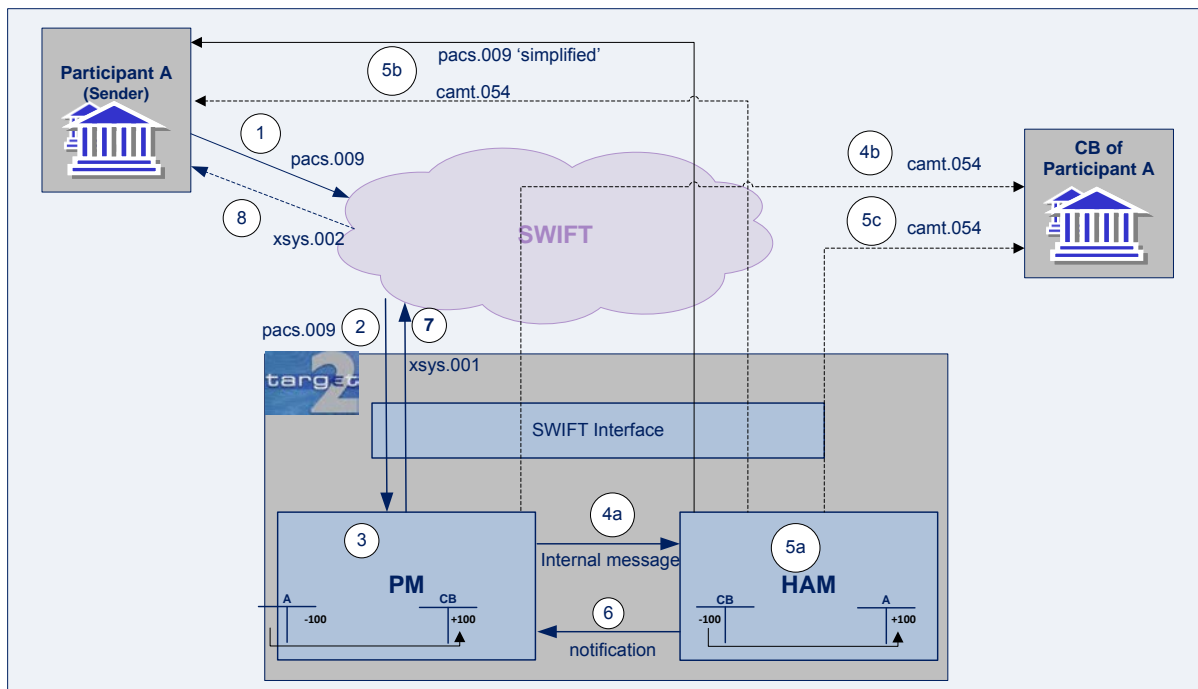 Participant A
(Sender)
pacs.009 ‘simplified’
5b
camt.054
1
pacs.009
8
xsys.002
SWIFT
4b
camt.054
CB of
Participant A
5c
camt.054
pacs.009
2
7
xsys.001
target
2
SWIFT Interface
3
4a
5a
Internal message
PM
HAM
A
-100
CB
+100
6
notification
CB
-100
A
+100